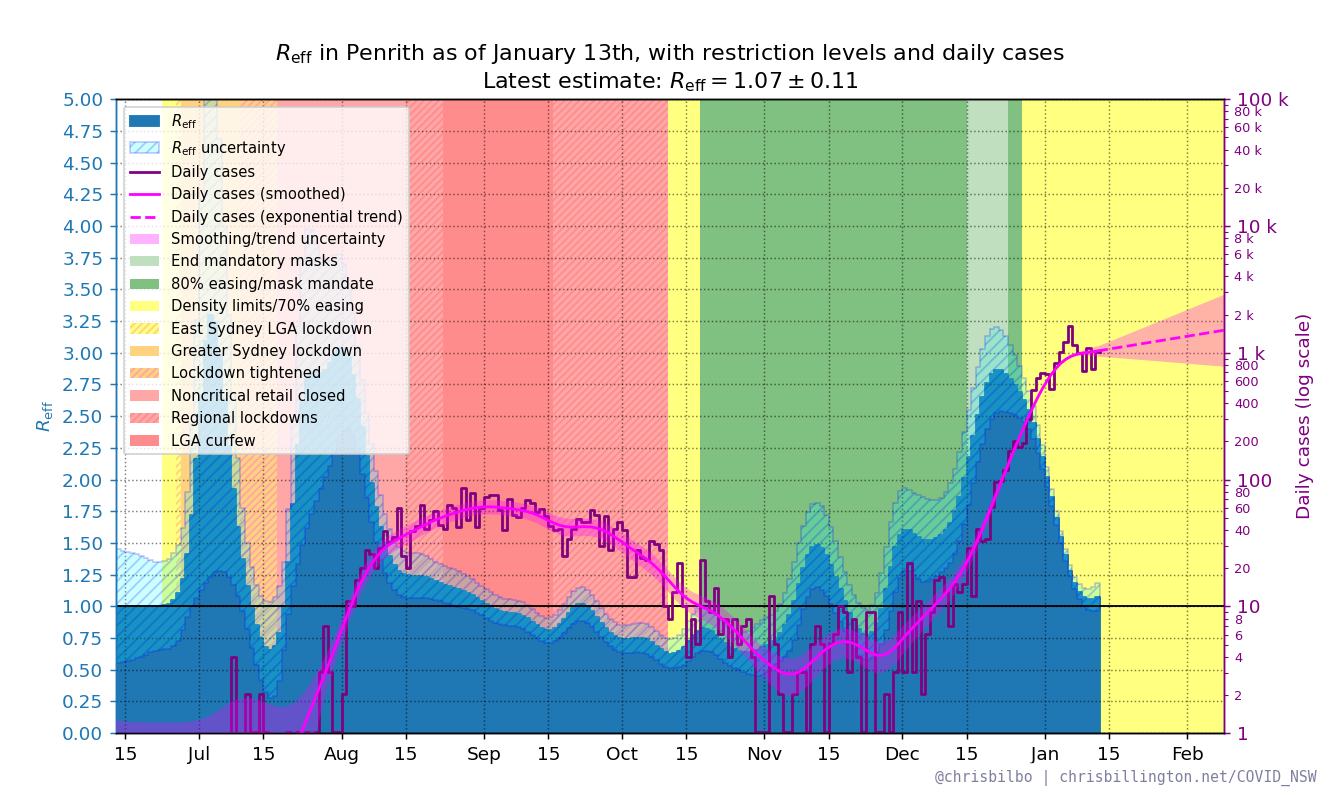 Reff in Penrith as of January 13th, with restriction levels and daily cases
Latest estimate: Reff = 1.07 ± 0.11
5.00
4.75
4.50
4.25
4.00
3.75
3.50
3.25
3.00
2.75
2.50
2.25
2.00
1.75
1.50
1.25
1.00
0.75
0.50
0.25
0.00
Reff
Reff
Reff uncertainty
Daily cases
Daily cases (smoothed)
Daily cases (exponential trend)
Smoothing/trend uncertainty
End mandatory masks
80% easing/mask mandate
Density limits/70% easing
East Sydney LGA lockdown
Greater Sydney lockdown
Lockdown tightened
Noncritical retail closed
Regional lockdowns
LGA curfew
100 k
80 k
60 k
40 k
20 k
10 k
8 k
6 k
4 k
2 k
1 k
800
600
400
200
100
80
60
40
20
10
8
6
4
2
1
Daily cases (log scale)
15 Jul 15 Aug 15 Sep 15 Oct 15 Nov 15 Dec 15 Jan 15 Feb
@chrisbilbo | chrisbillington.net/COVID_NSW